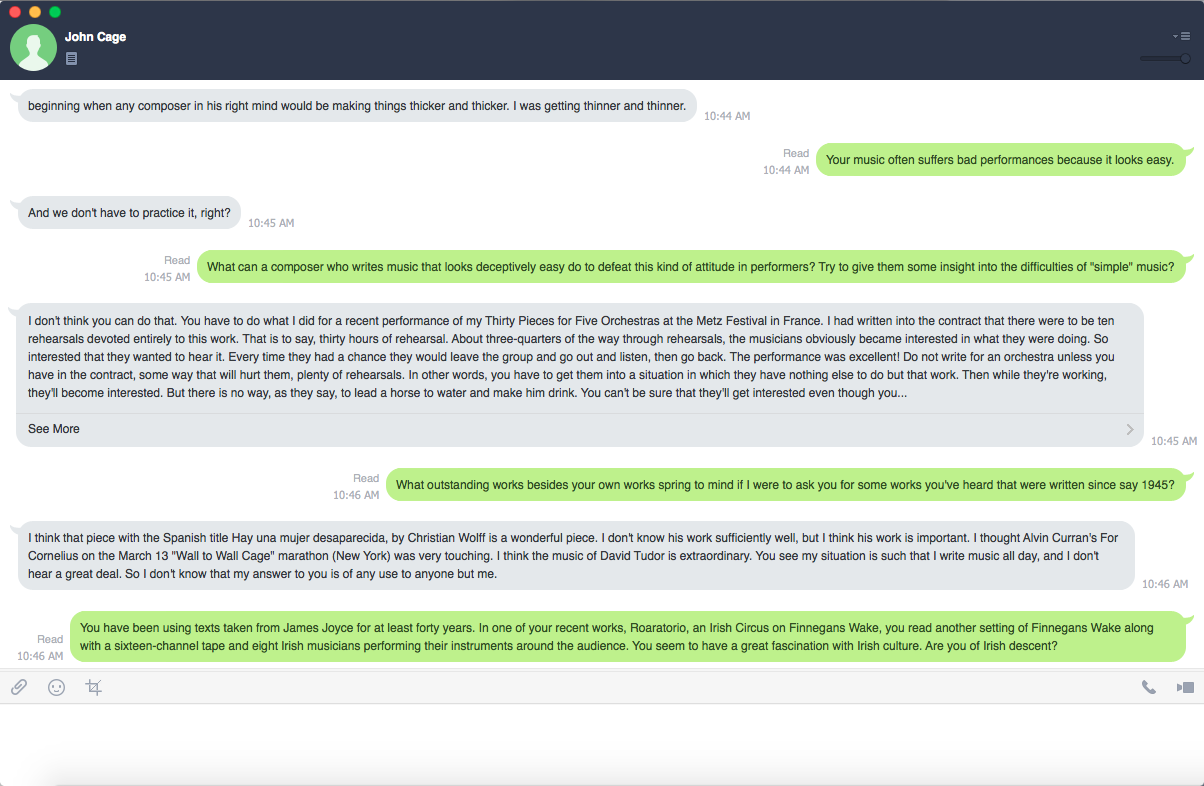 John Cage
beginning when any composer in his right mind would be making things thicker and thicker. I was getting thinner and thinner.
10:44 AM
Read
10:44 AM
Your music often suffers bad performances because it looks easy.
And we don't have to practice it, right?
10:45 AM
Read
10:45 AM
What can a composer who writes music that looks deceptively easy do to defeat this kind of attitude in performers? Try to give them some insight into the difficulties of "simple" music?
I don't think you can do that. You have to do what I did for a recent performance of my Thirty Pieces for Five Orchestras at the Metz Festival in France. I had written into the contract that there were to be ten
rehearsals devoted entirely to this work. That is to say, thirty hours of rehearsal. About three-quarters of the way through rehearsals, the musicians obviously became interested in what they were doing. So
interested that they wanted to hear it. Every time they had a chance they would leave the group and go out and listen, then go back. The performance was excellent! Do not write for an orchestra unless you
have in the contract, some way that will hurt them, plenty of rehearsals. In other words, you have to get them into a situation in which they have nothing else to do but that work. Then while they're working,
they'll become interested. But there is no way, as they say, to lead a horse to water and make him drink. You can't be sure that they'll get interested even though you...
See More
10:45 AM
Read
10:46 AM
What outstanding works besides your own works spring to mind if I were to ask you for some works you've heard that were written since say 1945?
I think that piece with the Spanish title Hay una mujer desaparecida, by Christian Wolff is a wonderful piece. I don't know his work sufficiently well, but I think his work is important. I thought Alvin Curran's For
Cornelius on the March 13 "Wall to Wall Cage" marathon (New York) was very touching. I think the music of David Tudor is extraordinary. You see my situation is such that I write music all day, and I don't
hear a great deal. So I don't know that my answer to you is of any use to anyone but me.
10:46 AM
Read
10:46 AM
You have been using texts taken from James Joyce for at least forty years. In one of your recent works, Roaratorio, an Irish Circus on Finnegans Wake, you read another setting of Finnegans Wake along
with a sixteen-channel tape and eight Irish musicians performing their instruments around the audience. You seem to have a great fascination with Irish culture. Are you of Irish descent?